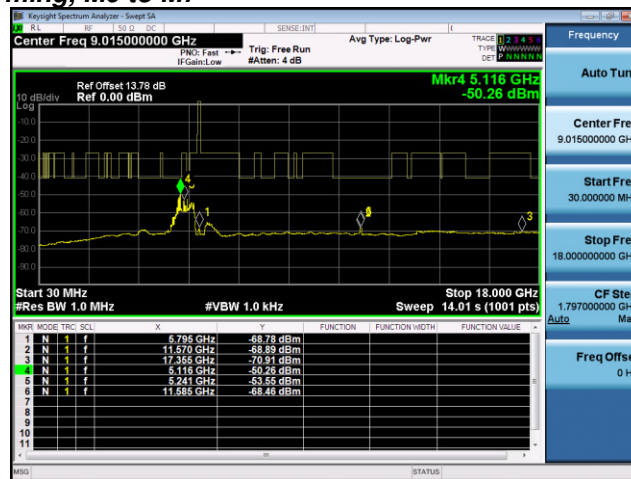 ming, M0 to M7
Keysight Spectrum Analyzer - Swept SA
RL RF 50 Ω DC SENSE:INT
Center Freq 9.015000000 GHz
PNO: Fast
IFGain:Low
Trig: Free Run
#Atten: 4 dB
Avg Type: Log-Pwr
TRACE 1 2 3 4 5 6
TYPE WWWWWW
DET P N N N N N
Frequency
Auto Tun
Center Fre
9.015000000 GH
Start Fre
30.000000 MH
Stop Fre
18.000000000 GH
CF Ste
1.797000000 GH
Auto Ma
Freq Offse
0 H
Mkr4 5.116 GHz
-50.26 dBm
Ref Offset 13.78 dB
10 dB/div Ref 0.00 dBm
Log
-10.0
-20.0
-30.0
-40.0
-50.0
-60.0
-70.0
-80.0
-90.0
4
1
3
Start 30 MHz
#Res BW 1.0 MHz
#VBW 1.0 kHz
Stop 18.000 GHz
Sweep 14.01 s (1001 pts)
MKR MODE TRC SCL X Y FUNCTION FUNCTION WIDTH FUNCTION VALUE
1 N 1 f 5.795 GHz -68.78 dBm
2 N 1 f 11.570 GHz -68.89 dBm
3 N 1 f 17.355 GHz -70.91 dBm
4 N 1 f 5.116 GHz -50.26 dBm
5 N 1 f 5.241 GHz -53.55 dBm
6 N 1 f 11.585 GHz -68.46 dBm
7
8
9
10
11
MSG STATUS